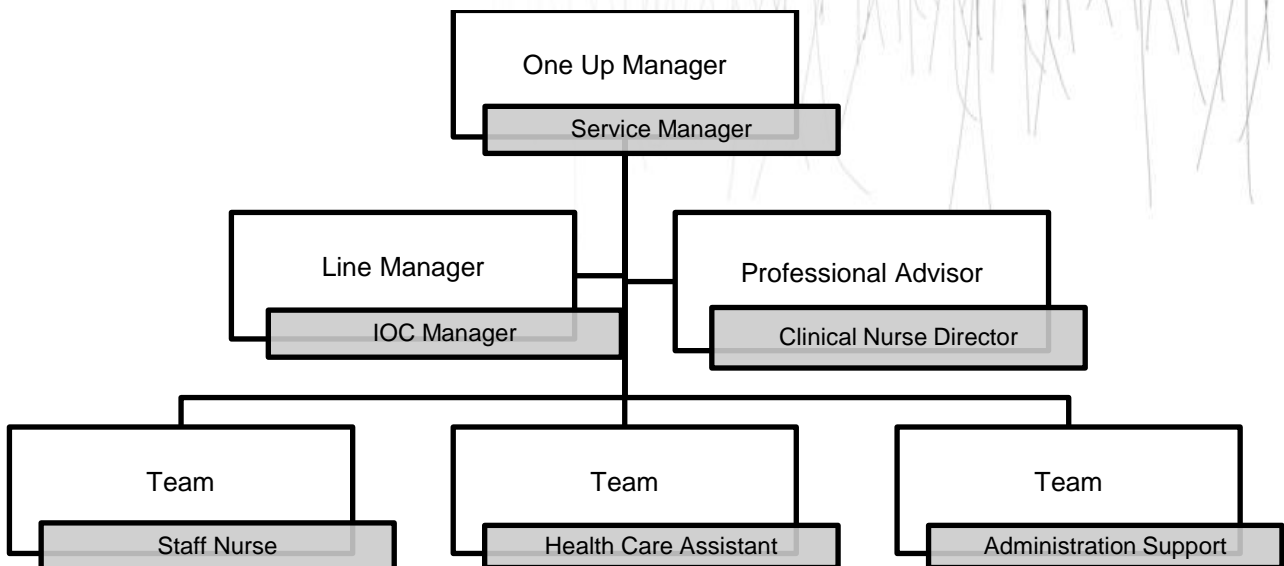 One Up Manager
Service Manager
Line Manager
IOC Manager
Professional Advisor
Clinical Nurse Director
Team
Staff Nurse
Team
Health Care Assistant
Team
Administration Support